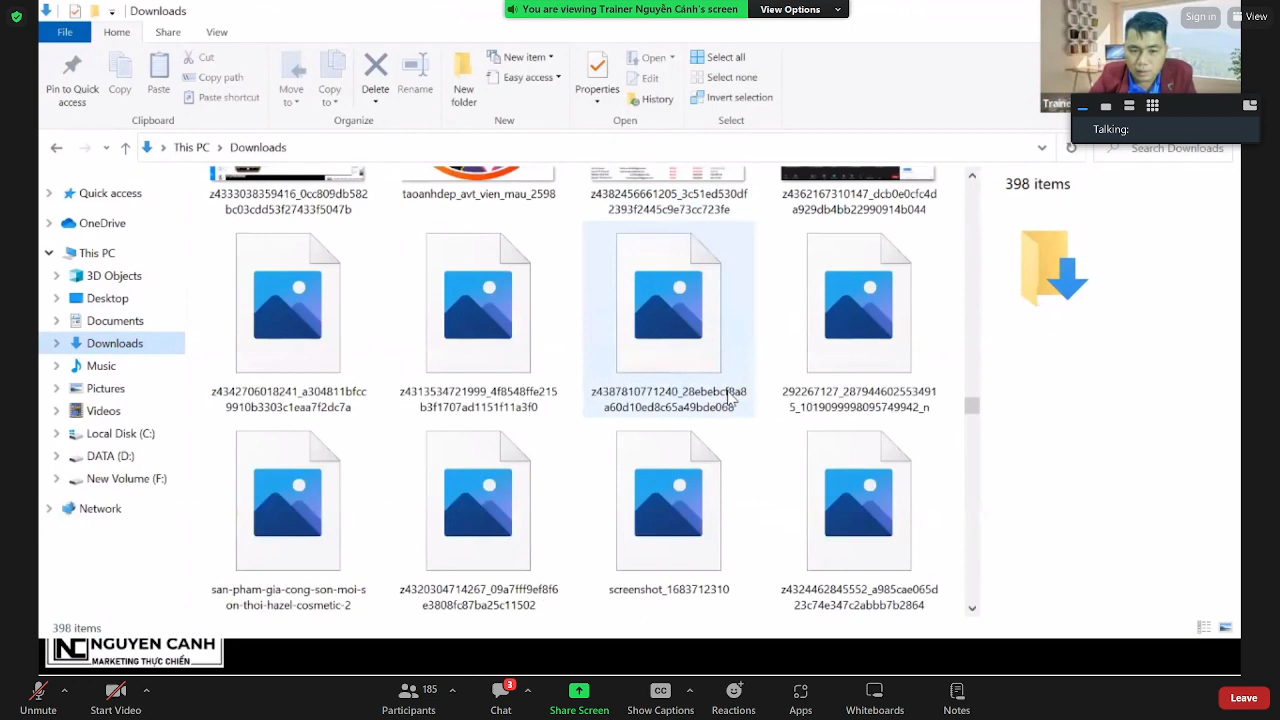 Downloads
You are viewing Trainer Nguyễn Cánh's screen
View Options
Sign in
View
File
Home
Share
View
Pin to Quick access
Copy
Paste
Cut
Copy path
Paste shortcut
Clipboard
Move to
Copy to
Delete
Rename
Organize
New folder
New item
Easy access
New
Properties
Open
Edit
History
Open
Select all
Select none
Invert selection
Select
Talking:
This PC
Downloads
Search Downloads
Quick access
OneDrive
This PC
3D Objects
Desktop
Documents
Downloads
Music
Pictures
Videos
Local Disk (C:)
DATA (D:)
New Volume (F:)
Network
z4333038359416_0cc809db582
bc03cdd53f27433f5047b
taoanhdep_avt_vien_mau_2598
z4382456661205_3c51ed530df
2393f2445c9e73cc723fe
z4362167310147_dcb0e0cfc4d
a929db4bb22990914b044
z4342706018241_a304811bfcc
9910b3303c1eaa7f2dc7a
z4313534721999_4f8548ffe215
b3f1707ad1151f11a3f0
z4387810771240_28ebebcf8a8
a60d10ed8c65a49bde068
292267127_287944602553491
5_1019099998095749942_n
san-pham-gia-cong-son-moi-s
on-thoi-hazel-cosmetic-2
z4320304714267_09a7fff9ef8f6
e3808fc87ba25c11502
screenshot_1683712310
z4324462845552_a985cae065d
23c74e347c2abbb7b2864
398 items
398 items
NC NGUYEN CANH
MARKETING THỰC CHIẾN
Unmute
Start Video
185
Participants
3
Chat
Share Screen
CC
Show Captions
Reactions
Apps
Whiteboards
Notes
Leave